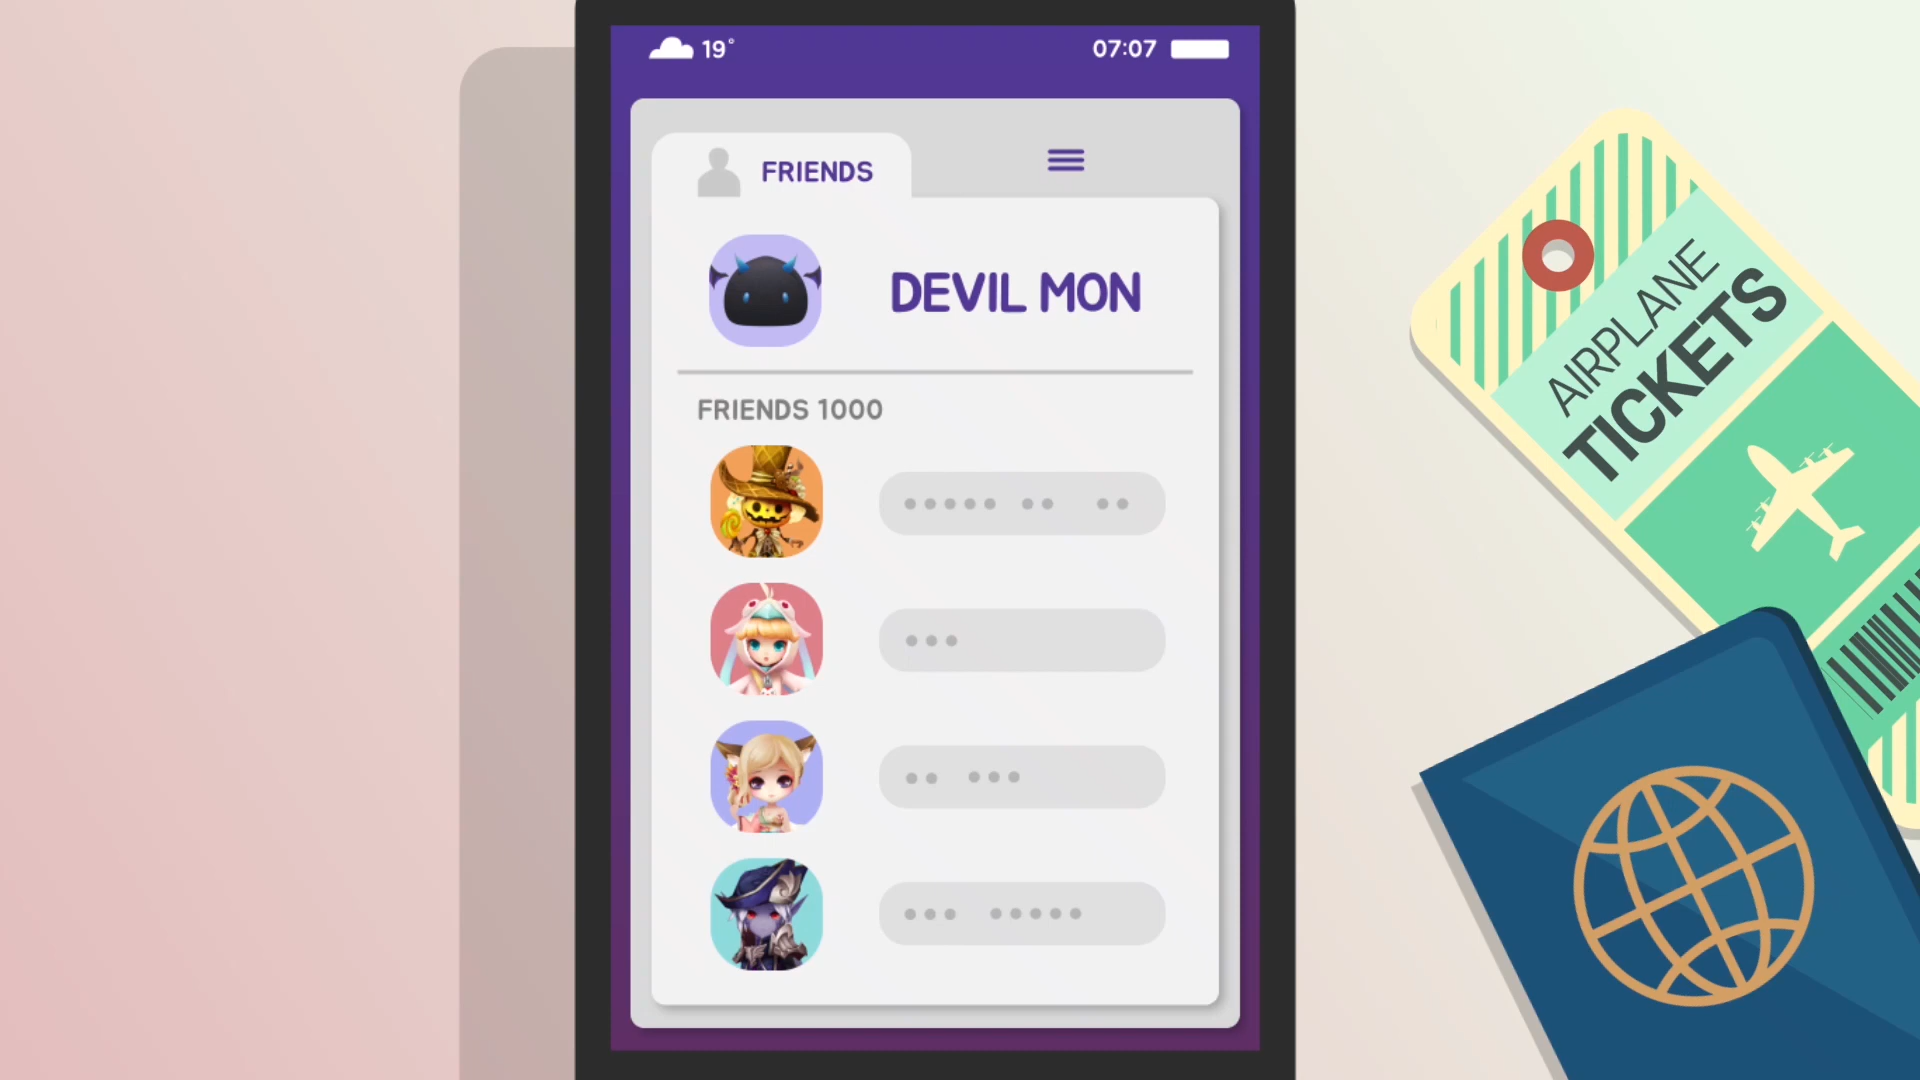 19°
07:07
FRIENDS
DEVIL MON
FRIENDS 1000
AIRPLANE
TICKETS